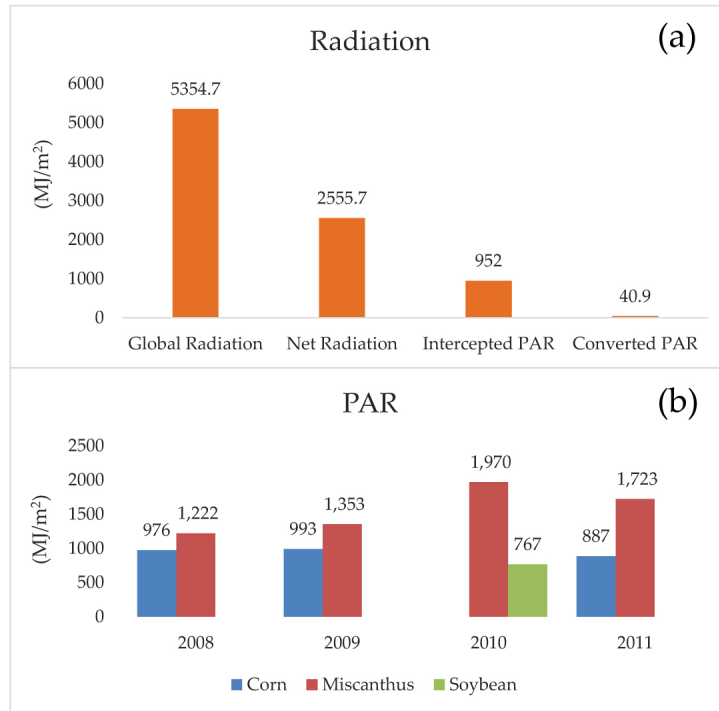 Radiation
(a)
(MJ/m²)
6000
5000
4000
3000
2000
1000
0
5354.7
2555.7
952
40.9
Global Radiation Net Radiation Intercepted PAR Converted PAR
PAR
(b)
(MJ/m²)
2500
2000
1500
1000
500
0
976 1,222
993 1,353
1,970 767
887 1,723
2008 2009 2010 2011
Corn Miscanthus Soybean